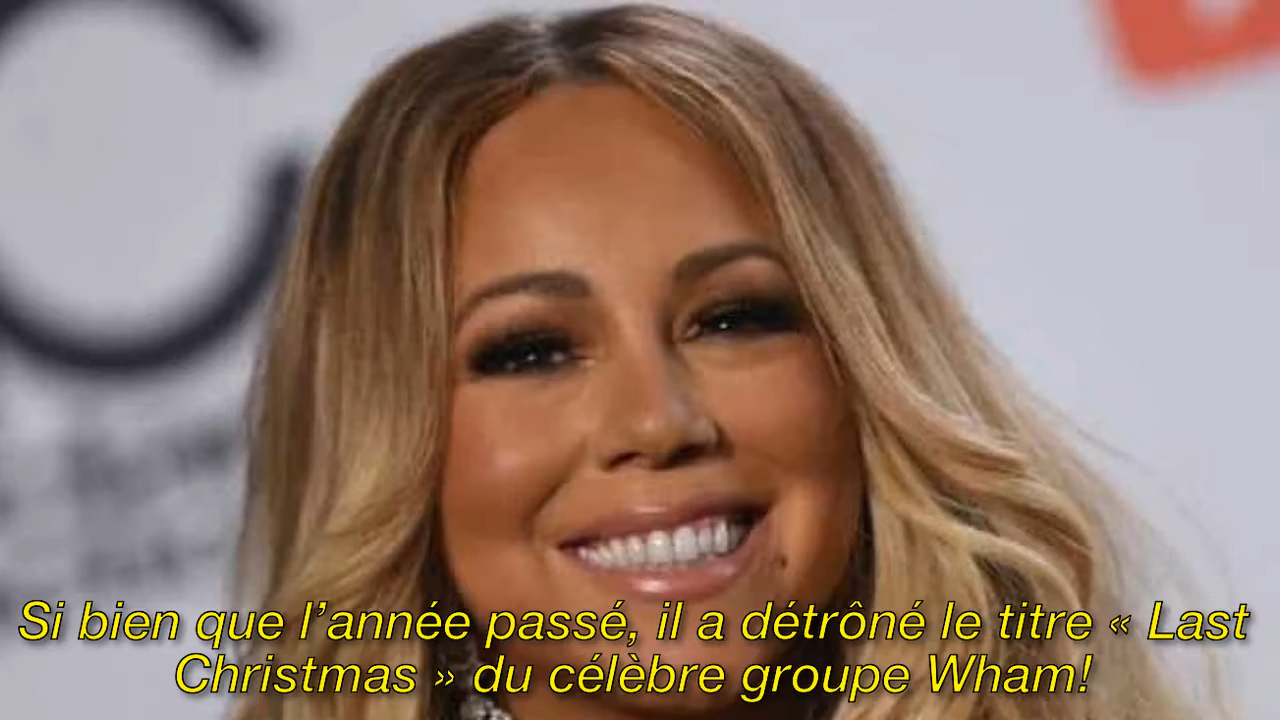 Si bien que l’année passé, il a détrôné le titre « Last
Christmas » du célèbre groupe Wham!